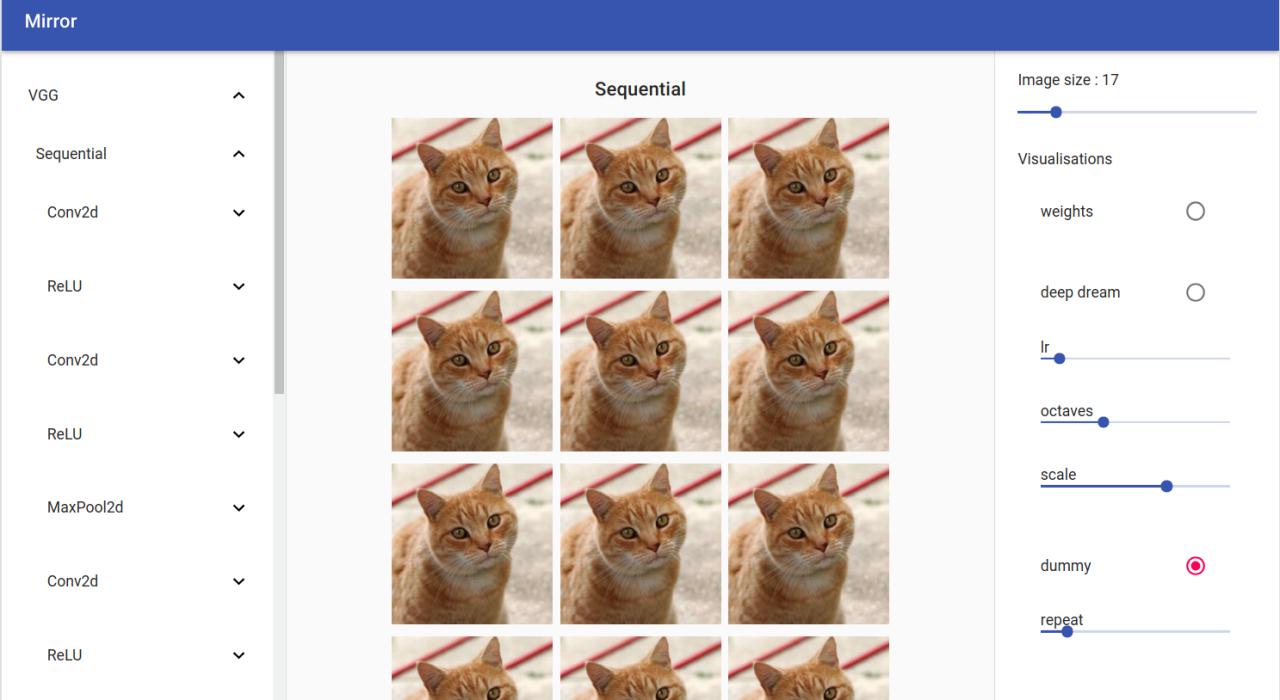 Mirror
VGG
Sequential
Conv2d
ReLU
Conv2d
ReLU
MaxPool2d
Conv2d
ReLU
Sequential
Image size : 17
Visualisations
weights
deep dream
lr
octaves
scale
dummy
repeat